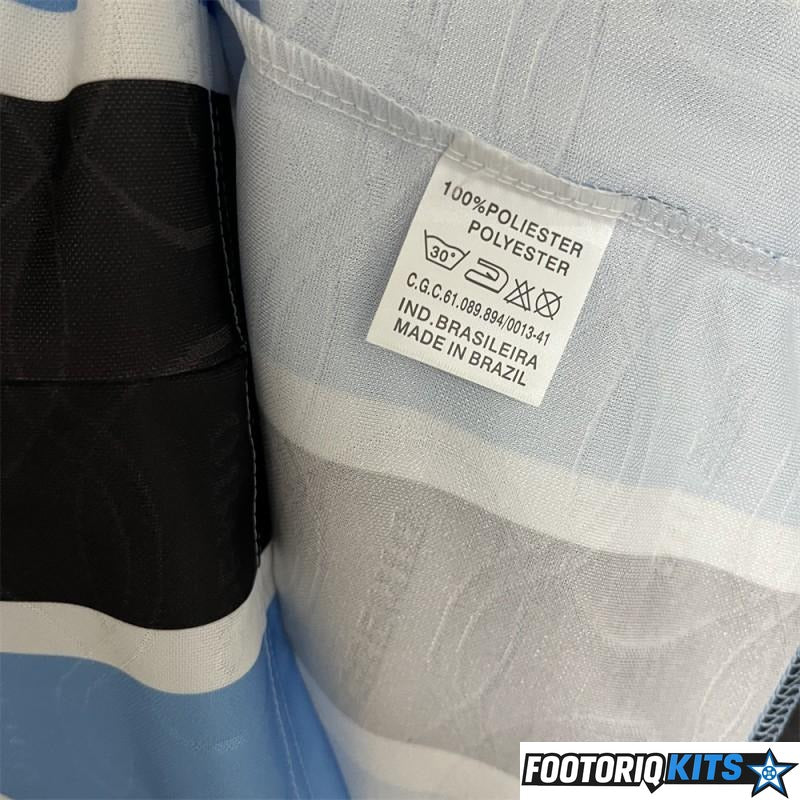 100%POLIESTER
POLYESTER
30°
C.G.C.61.089.894/0013-41
IND.BRASILEIRA
MADE IN BRAZIL
FOOTORIQKITS